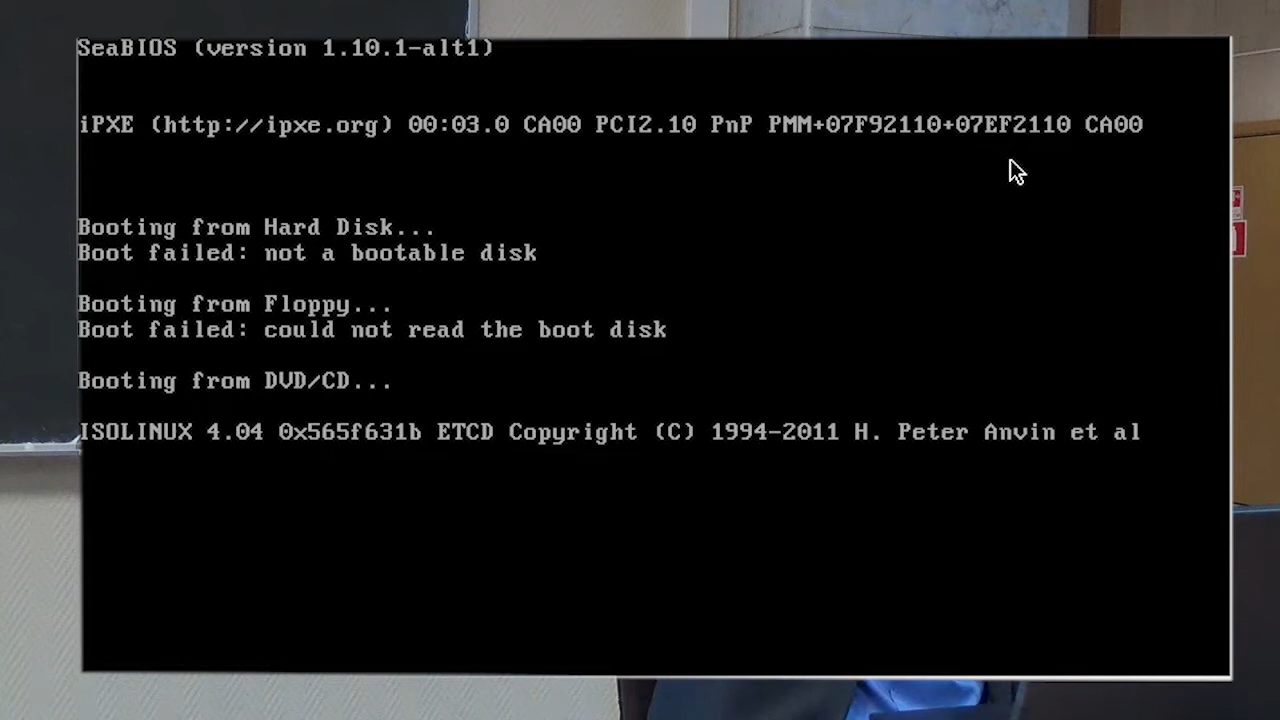 SeaBIOS (version 1.10.1-alt1)
iPXE (http://ipxe.org) 00:03.0 CA00 PCI2.10 PnP PMM+07F92110+07EF2110 CA00
Booting from Hard Disk...
Boot failed: not a bootable disk
Booting from Floppy...
Boot failed: could not read the boot disk
Booting from DVD/CD...
ISOLINUX 4.04 0x565f631b ETCD Copyright (C) 1994-2011 H. Peter Anvin et al